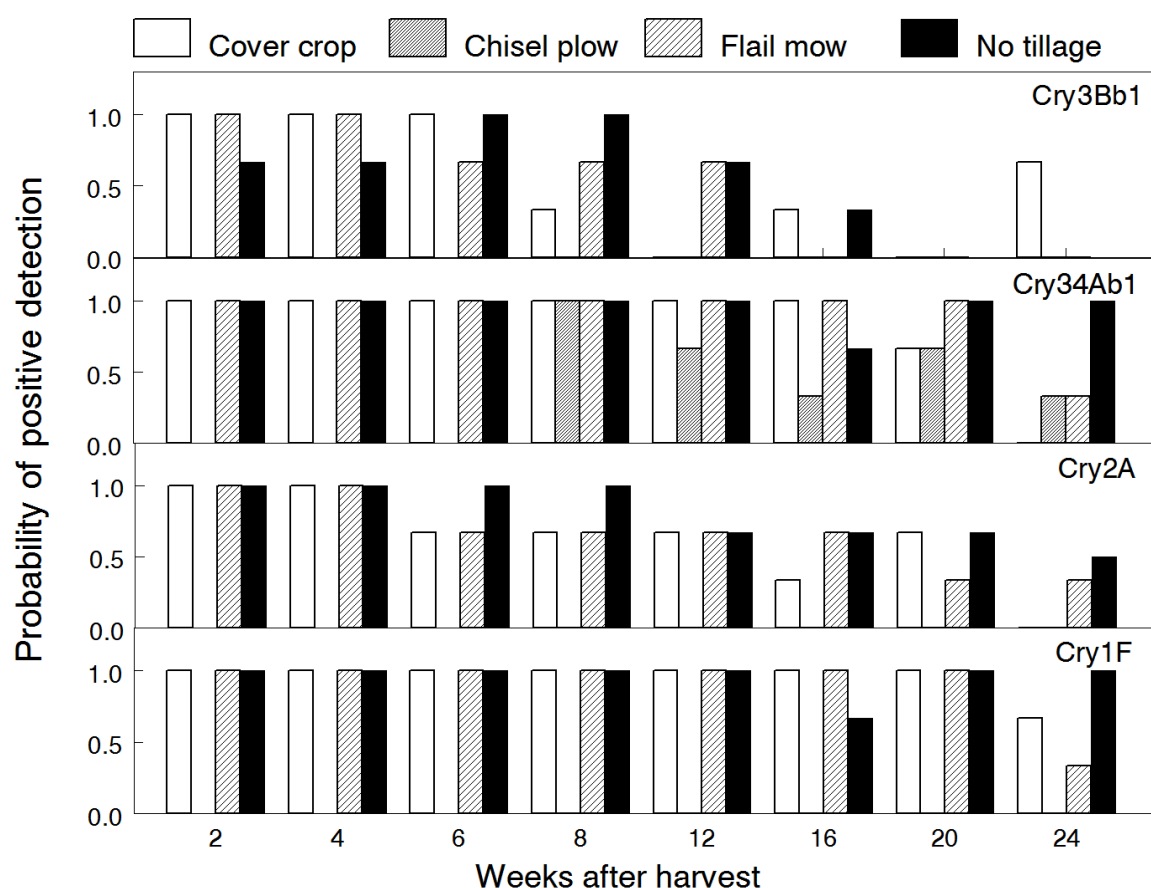 Cover crop Chisel plow Flail mow No tillage
Cry3Bb1
1.0
0.5
0.0
Cry34Ab1
1.0
0.5
0.0
Cry2A
1.0
0.5
0.0
Cry1F
1.0
0.5
0.0
Probability of positive detection
2 4 6 8 12 16 20 24
Weeks after harvest